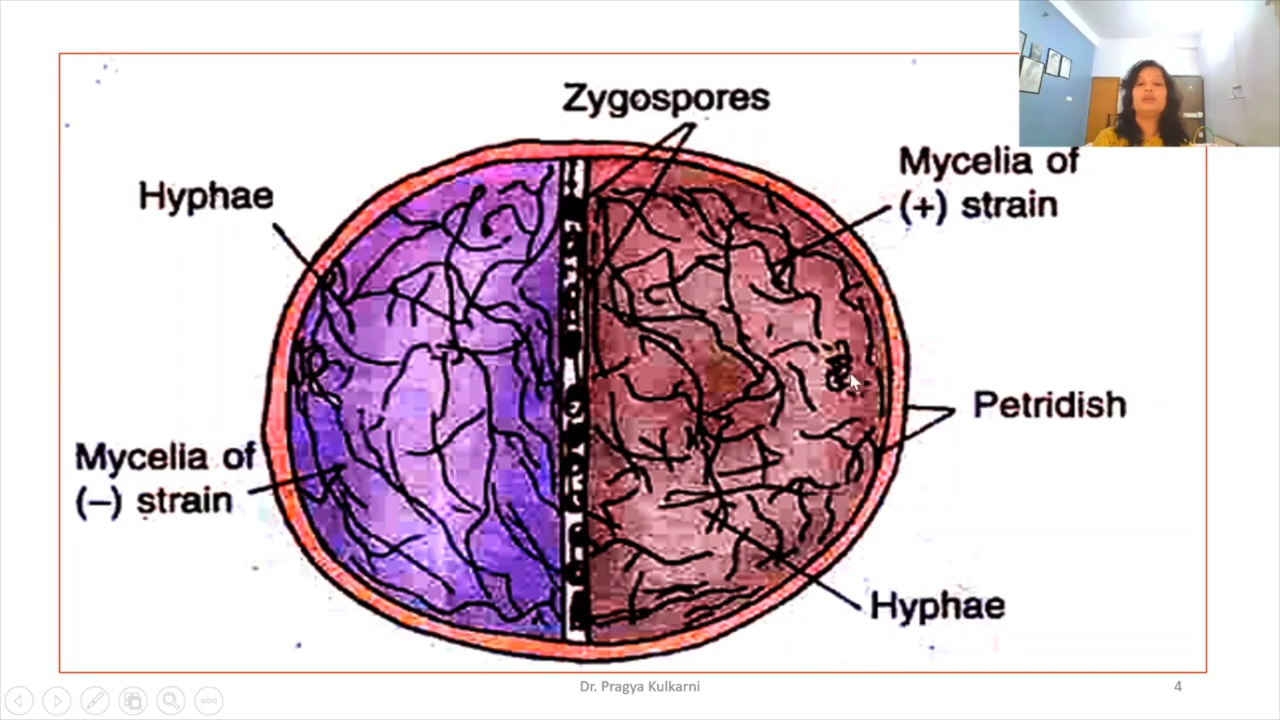 Zygospores
Mycelia of
(+) strain
Hyphae
Petridish
Mycelia of
(–) strain
Hyphae
Dr. Pragya Kulkarni
4